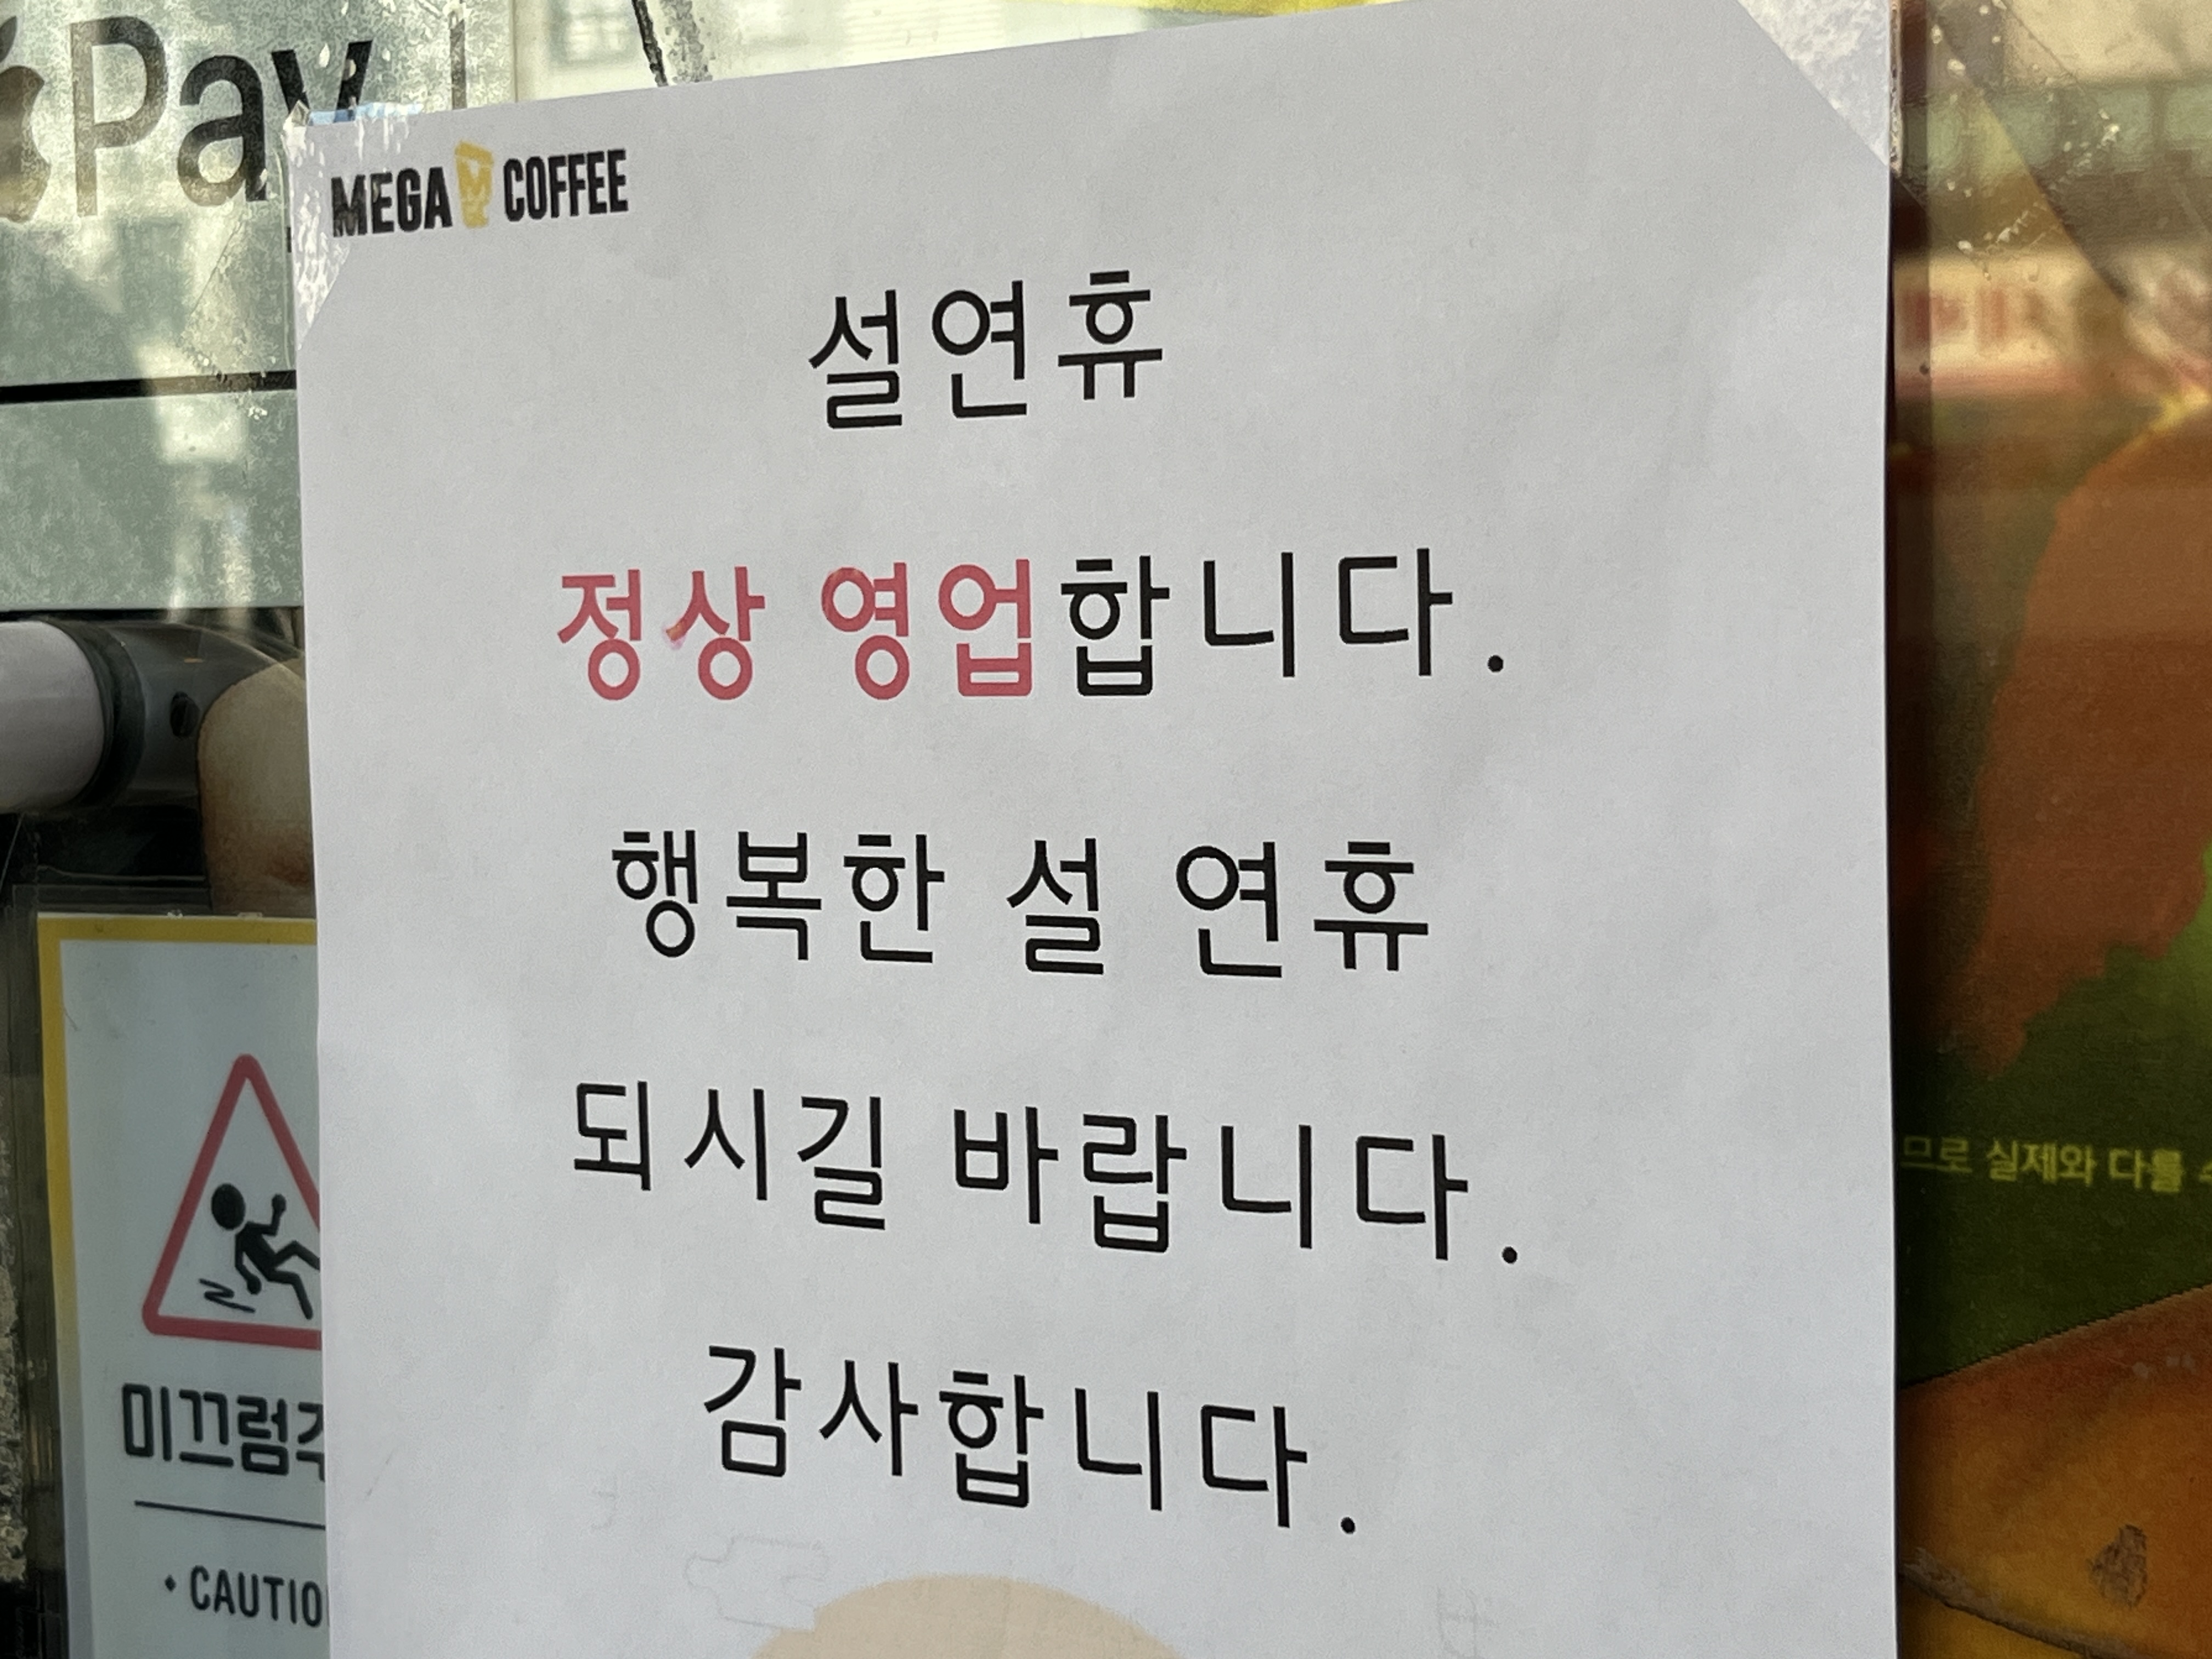 Pay
MEGA COFFEE
설연휴
정상 영업합니다.
행복한 설 연휴
되시길 바랍니다.
감사합니다.
미끄럼
므로 실제와 다를